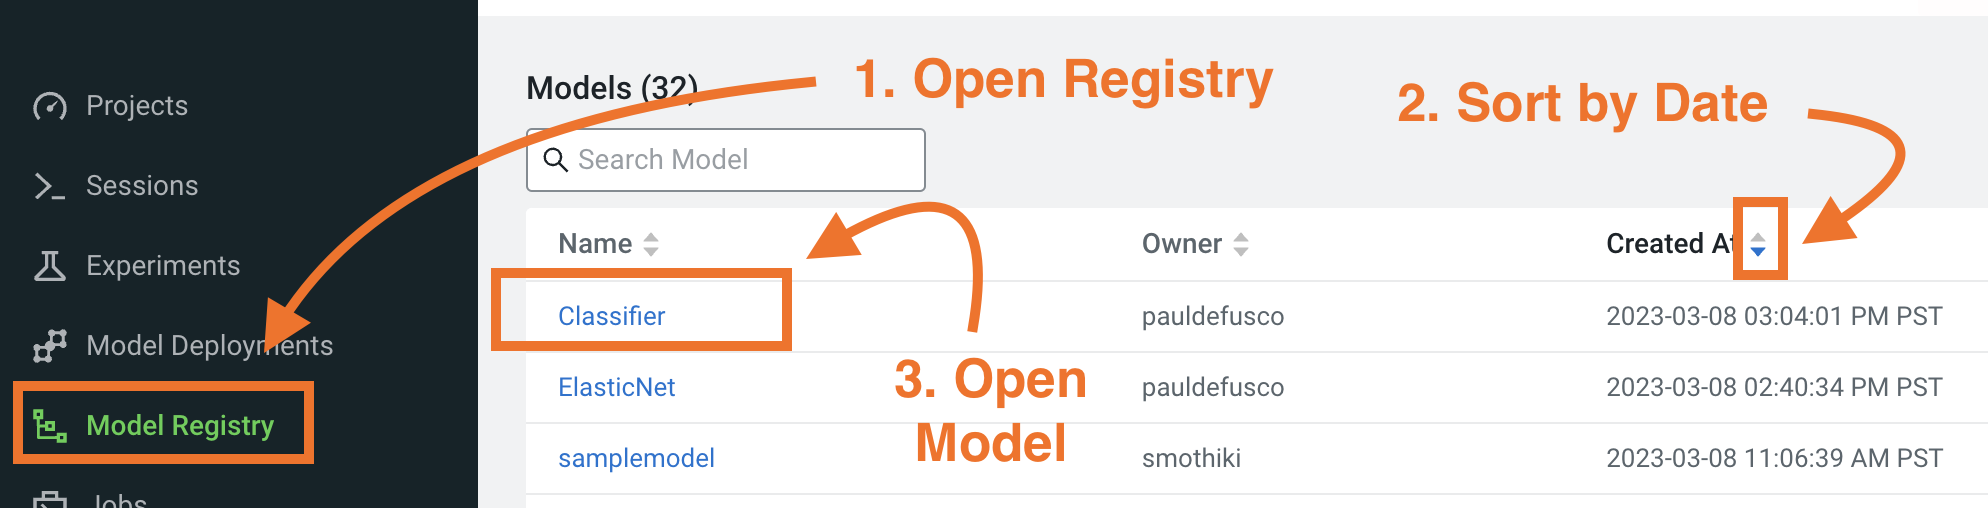 Projects
Sessions
Experiments
Model Deployments
Model Registry
Jobs
Models (32)
1. Open Registry
2. Sort by Date
Search Model
Name Owner Created At
Classifier pauldefusco 2023-03-08 03:04:01 PM PST
ElasticNet pauldefusco 2023-03-08 02:40:34 PM PST
samplemodel smothiki 2023-03-08 11:06:39 AM PST
3. Open
Model